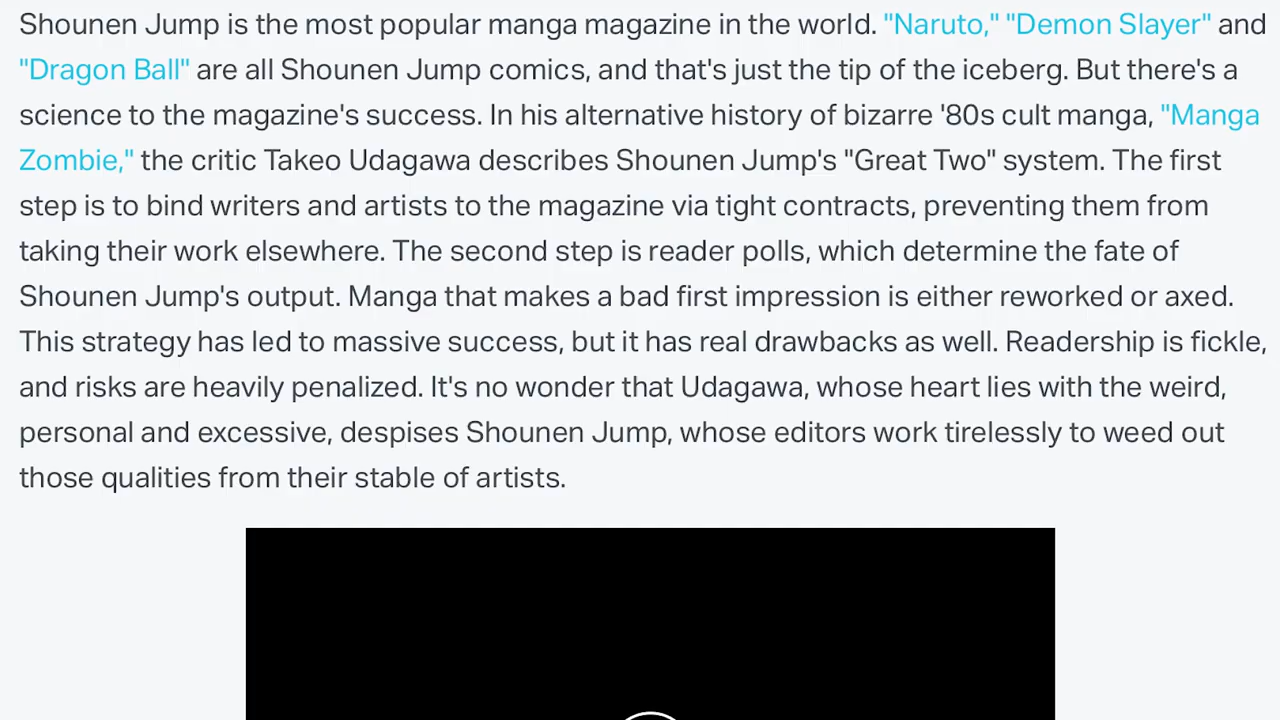 Shounen Jump is the most popular manga magazine in the world. "Naruto," "Demon Slayer" and
"Dragon Ball" are all Shounen Jump comics, and that's just the tip of the iceberg. But there's a
science to the magazine's success. In his alternative history of bizarre '80s cult manga, "Manga
Zombie," the critic Takeo Udagawa describes Shounen Jump's "Great Two" system. The first
step is to bind writers and artists to the magazine via tight contracts, preventing them from
taking their work elsewhere. The second step is reader polls, which determine the fate of
Shounen Jump's output. Manga that makes a bad first impression is either reworked or axed.
This strategy has led to massive success, but it has real drawbacks as well. Readership is fickle,
and risks are heavily penalized. It's no wonder that Udagawa, whose heart lies with the weird,
personal and excessive, despises Shounen Jump, whose editors work tirelessly to weed out
those qualities from their stable of artists.